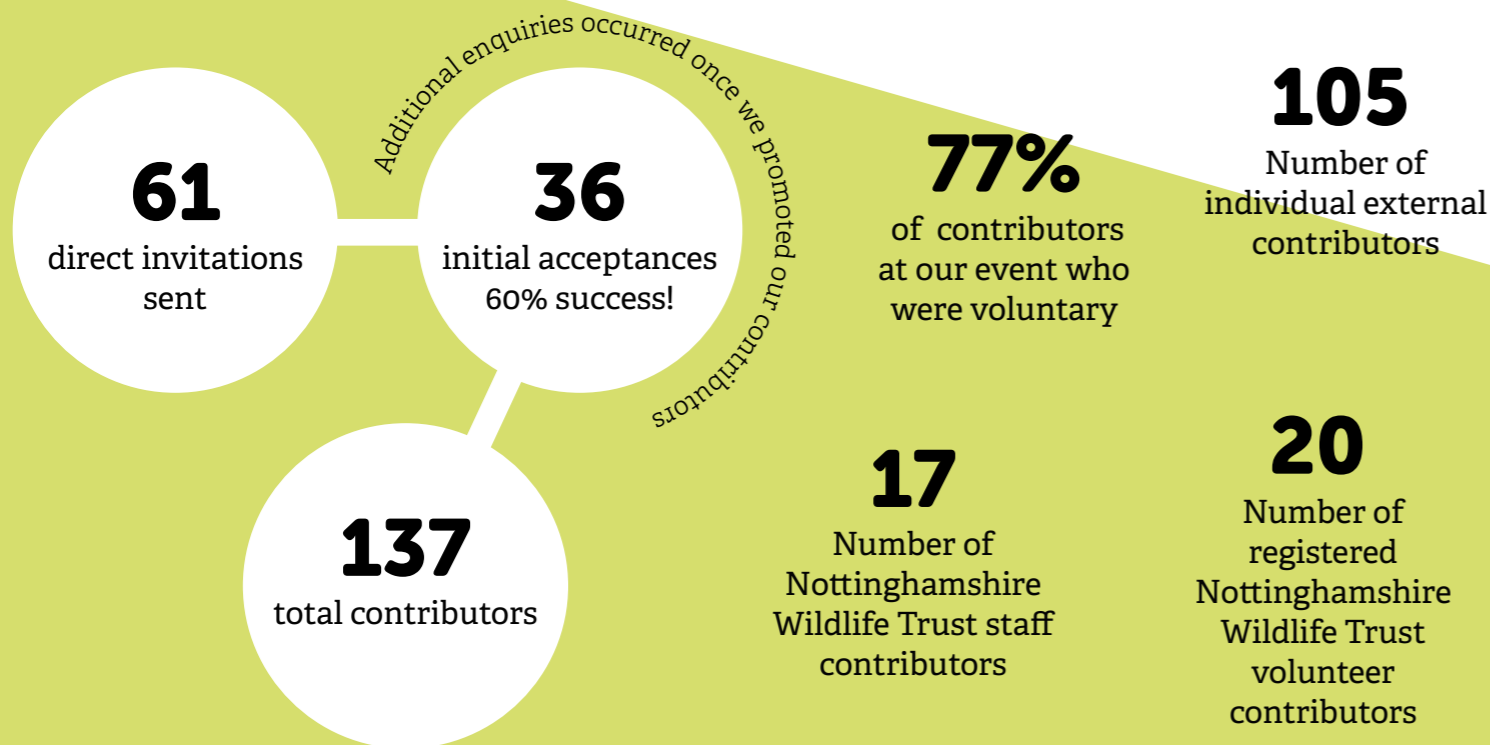 61
direct invitations
sent
36
initial acceptances
60% success!
Additional enquiries occurred once we promoted our contributors
137
total contributors
77%
of contributors
at our event who
were voluntary
105
Number of
individual external
contributors
17
Number of
Nottinghamshire
Wildlife Trust staff
contributors
20
Number of
registered
Nottinghamshire
Wildlife Trust
volunteer
contributors